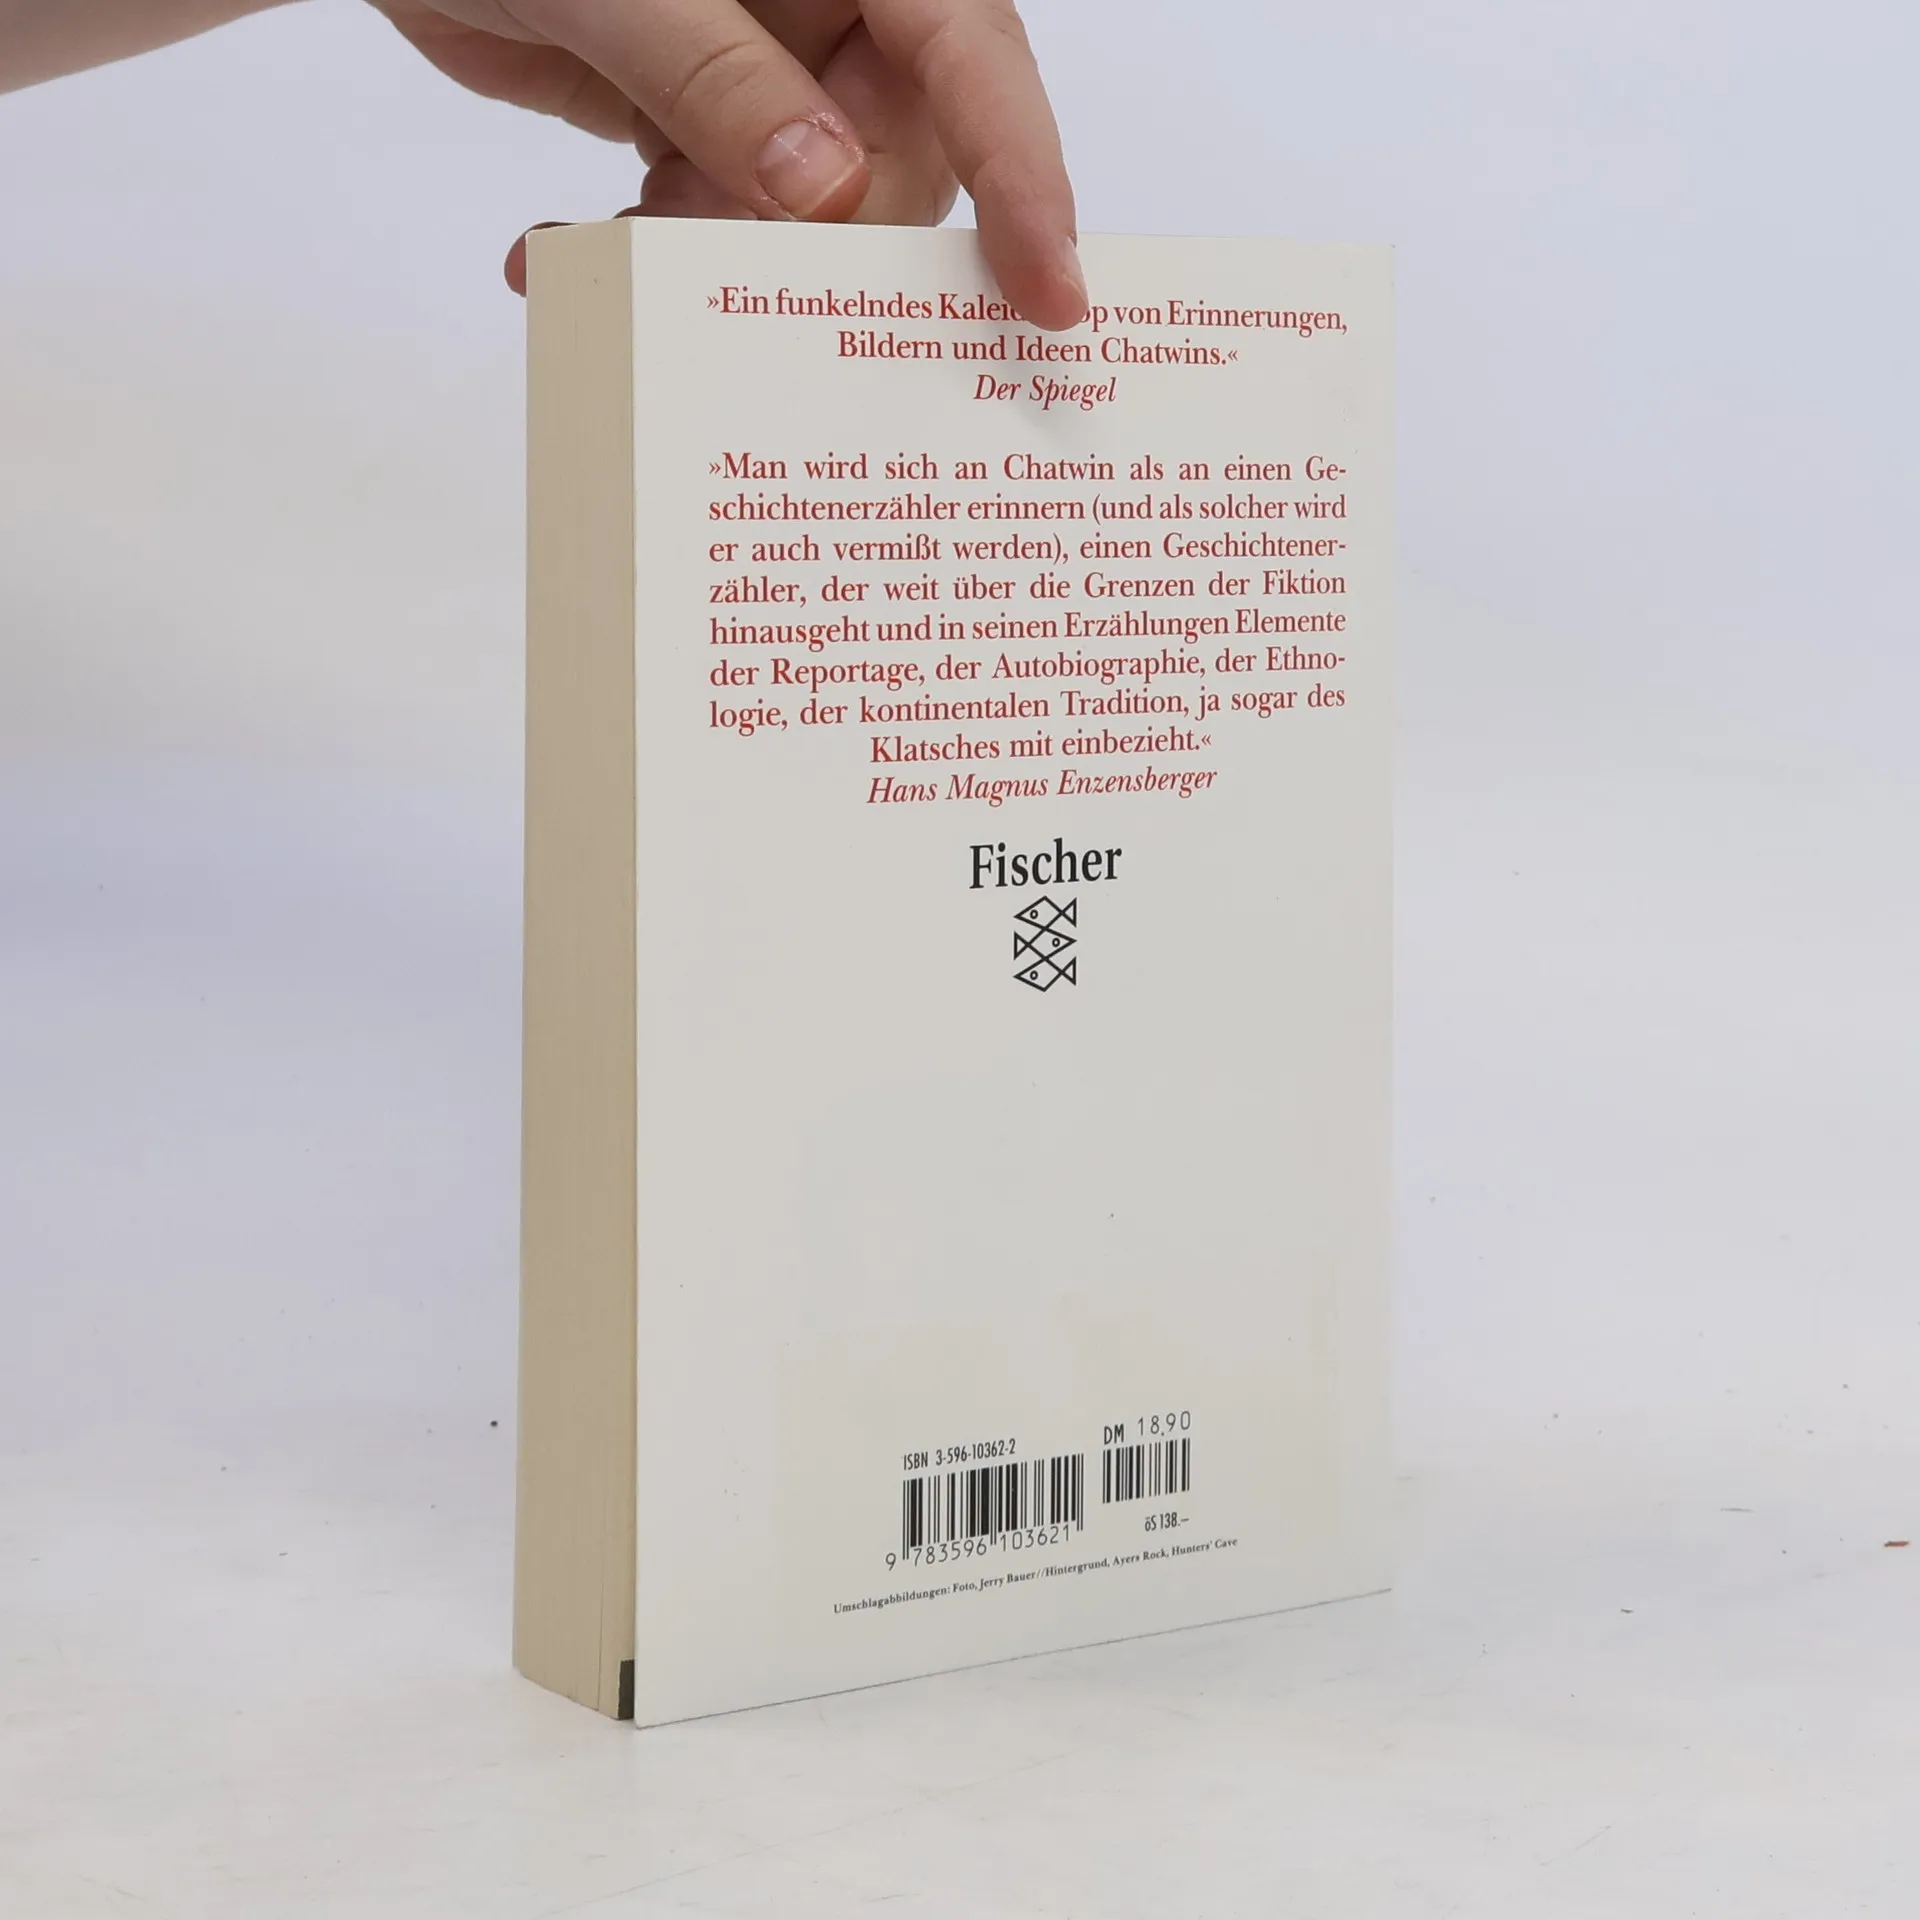 »Ein funkelndes Kalei op von Erinnerungen,
Bildern und Ideen Chatwins.«
Der Spiegel
»Man wird sich an Chatwin als an einen Ge-
schichtenerzähler erinnern (und als solcher wird
er auch vermißt werden), einen Geschichtener-
zähler, der weit über die Grenzen der Fiktion
hinausgeht und in seinen Erzählungen Elemente
der Reportage, der Autobiographie, der Ethno-
logie, der kontinentalen Tradition, ja sogar des
Klatsches mit einbezieht.«
Hans Magnus Enzensberger
Fischer
ISBN 3-596-10362-2
DM 18.90
9 783596 103621
öS 138.–
Umschlagabbildungen: Foto, Jerry Bauer//Hintergrund, Ayers Rock, Hunters' Cave